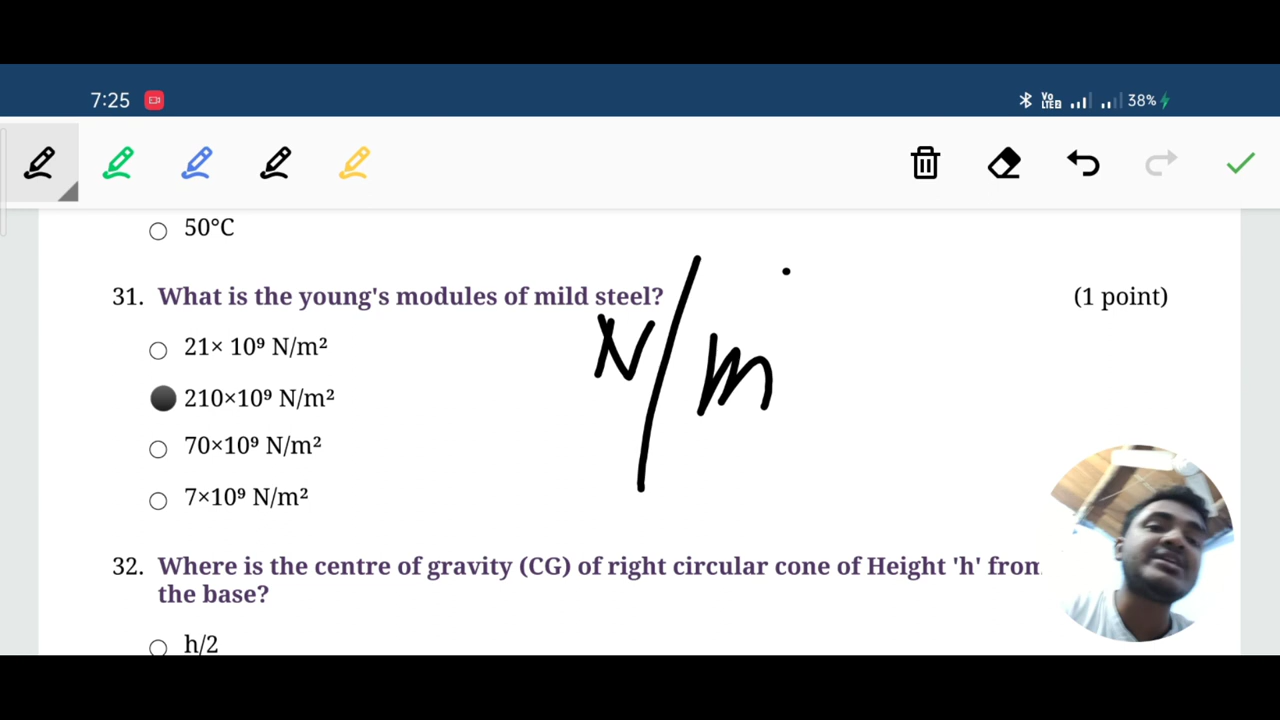 7:25
Vo LTE2 38%
50°C
31. What is the young's modules of mild steel? (1 point)
21× 10⁹ N/m²
210×10⁹ N/m²
70×10⁹ N/m²
7×10⁹ N/m²
N/m
32. Where is the centre of gravity (CG) of right circular cone of Height 'h' from
the base?
h/2